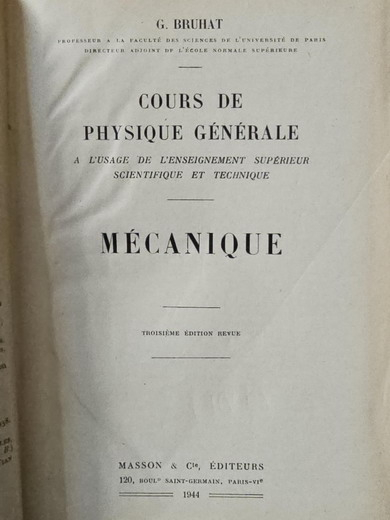 G. BRUHAT
PROFESSEUR A LA FACULTÉ DES SCIENCES DE L'UNIVERSITÉ DE PARIS
DIRECTEUR ADJOINT DE L'ÉCOLE NORMALE SUPÉRIEURE
COURS DE
PHYSIQUE GÉNÉRALE
A L'USAGE DE L'ENSEIGNEMENT SUPÉRIEUR
SCIENTIFIQUE ET TECHNIQUE
MÉCANIQUE
TROISIÈME ÉDITION REVUE
MASSON & Cie, ÉDITEURS
120, BOULD SAINT-GERMAIN, PARIS-VIe
1944